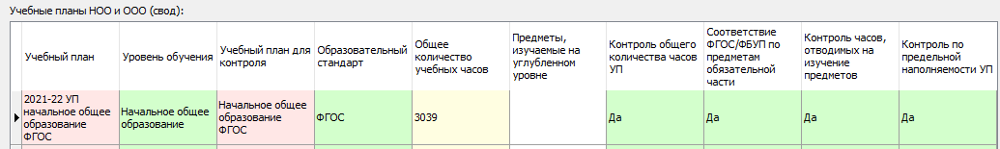 Учебные планы НОО и ООО (свод):
Учебный план
Уровень обучения
Учебный план для
контроля
Образовательный
стандарт
Общее
количество
учебных часов
Предметы,
изучаемые на
углубленном
уровне
Контроль общего
количества часов
УП
Соответствие
ФГОС/ФБУП по
предметам
обязательной
части
Контроль часов,
отводимых на
изучение
предметов
Контроль по
предельной
наполняемости УП
2021-22 УП
начальное общее
образование
ФГОС
Начальное общее
образование
Начальное общее
образование
ФГОС
ФГОС
3039
Да
Да
Да
Да